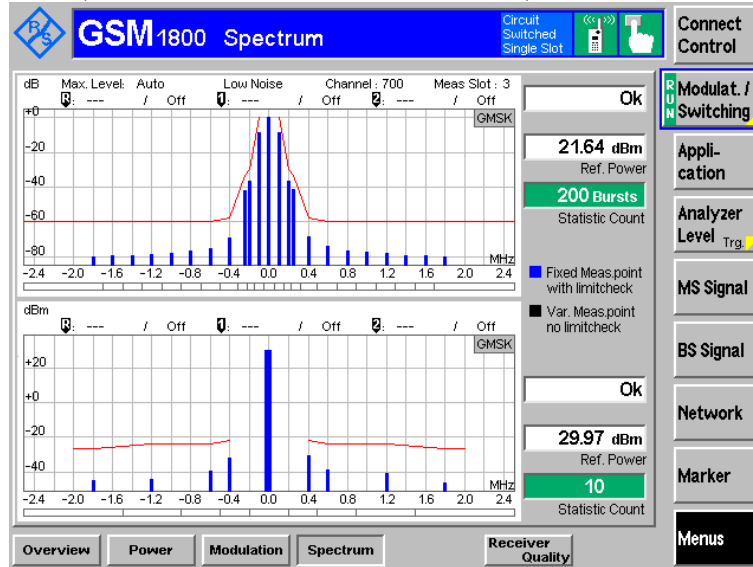 R/S
GSM 1800 Spectrum
Circuit
Switched
Single Slot
Connect
Control
dB Max. Level: Auto Low Noise Channel : 700 Meas Slot : 3
R: --- / Off 1: --- / Off 2: --- / Off
GMSK
+0
-20
-40
-60
-80
MHz
-2.4 -2.0 -1.6 -1.2 -0.8 -0.4 0.0 0.4 0.8 1.2 1.6 2.0 2.4
Ok
21.64 dBm
Ref. Power
200 Bursts
Statistic Count
Fixed Meas.point
with limitcheck
Var. Meas.point
no limitcheck
dBm
R: --- / Off 1: --- / Off 2: --- / Off
GMSK
+20
+0
-20
-40
MHz
-2.4 -2.0 -1.6 -1.2 -0.8 -0.4 0.0 0.4 0.8 1.2 1.6 2.0 2.4
Ok
29.97 dBm
Ref. Power
10
Statistic Count
RUN
Modulat. /
Switching
Appli-
cation
Analyzer
Level Trg.
MS Signal
BS Signal
Network
Marker
Menus
Overview Power Modulation Spectrum Receiver
Quality